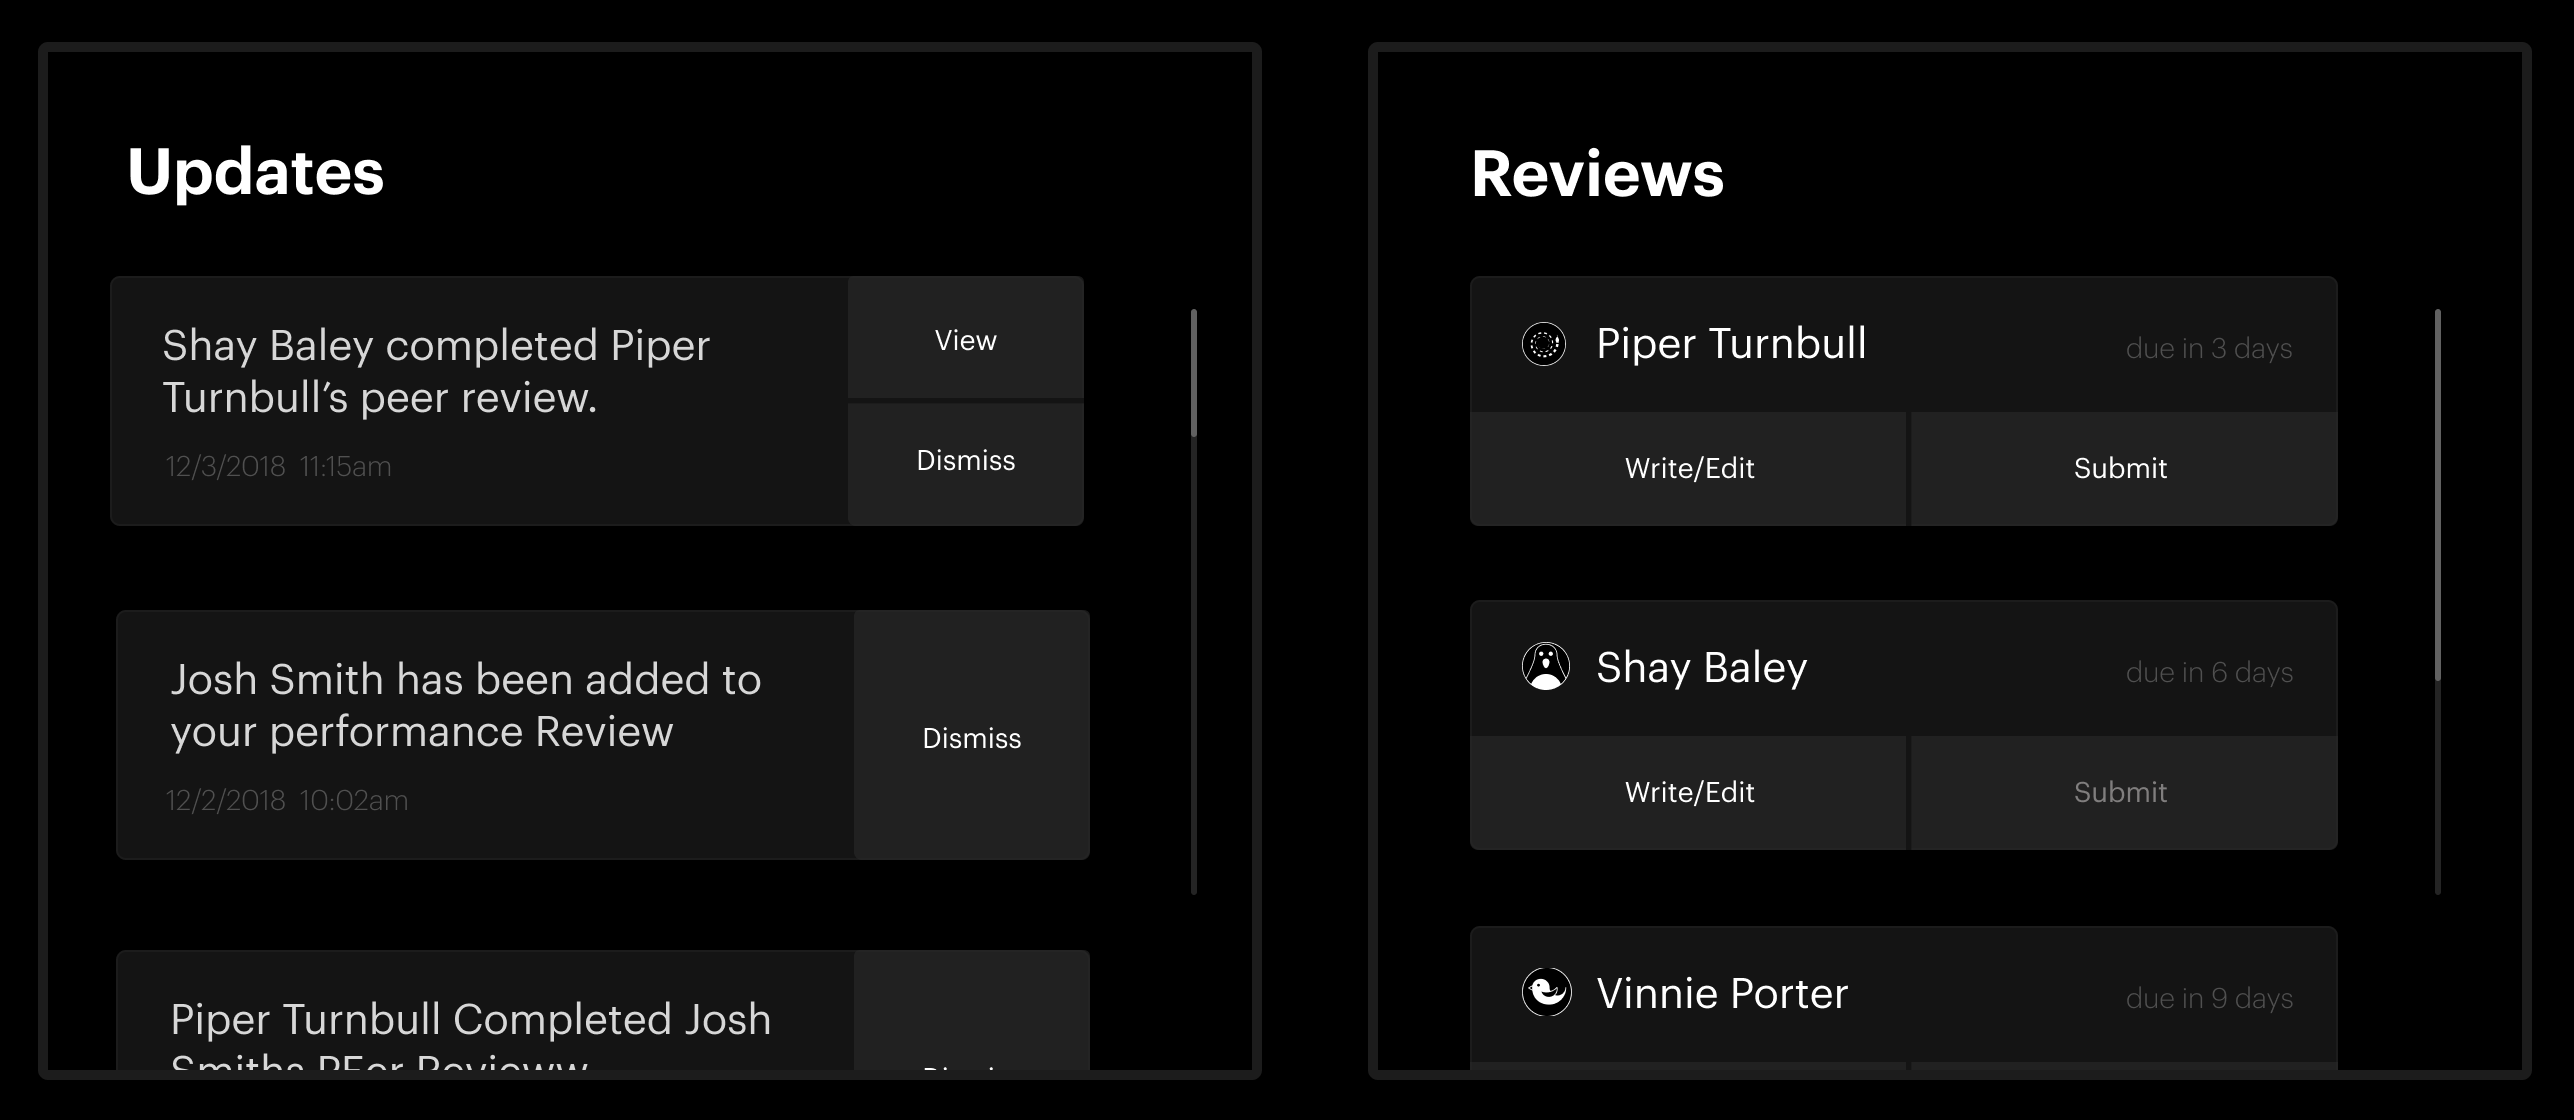 Updates
Shay Baley completed Piper
Turnbull’s peer review.
12/3/2018 11:15am
View
Dismiss
Josh Smith has been added to
your performance Review
12/2/2018 10:02am
Dismiss
Piper Turnbull Completed Josh
Smiths PEer Revieww
Reviews
Piper Turnbull
due in 3 days
Write/Edit
Submit
Shay Baley
due in 6 days
Write/Edit
Submit
Vinnie Porter
due in 9 days